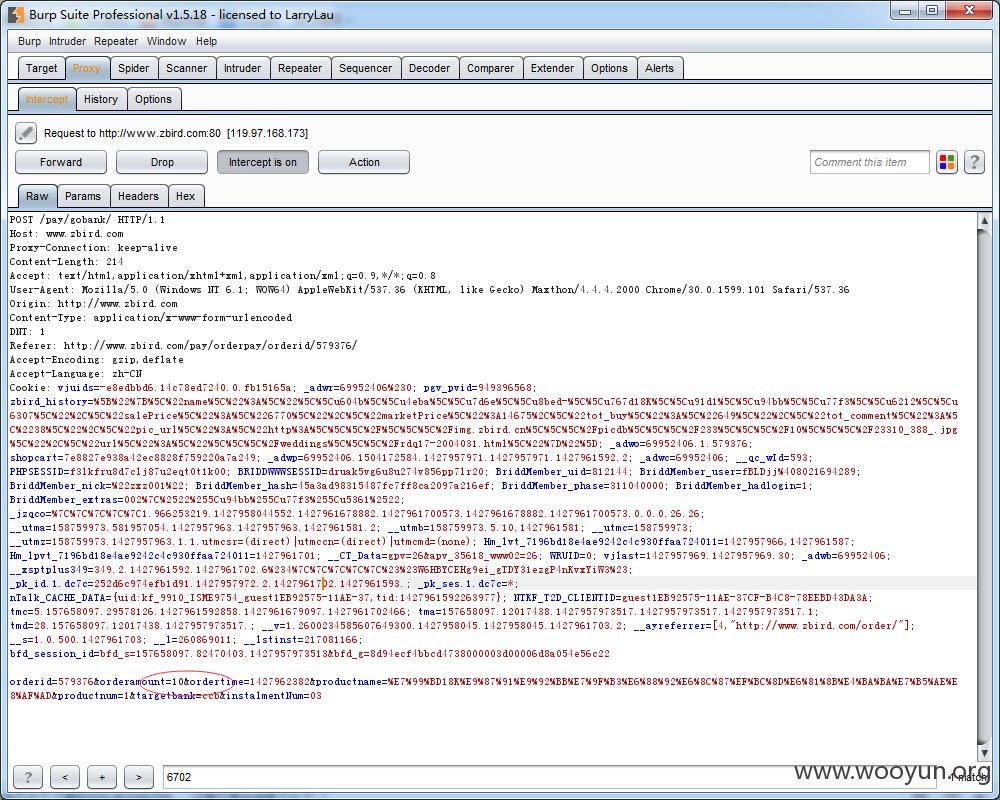 Burp Suite Professional v1.5.18 - licensed to LarryLau
Burp Intruder Repeater Window Help
Target Proxy Spider Scanner Intruder Repeater Sequencer Decoder Comparer Extender Options Alerts
Intercept History Options
Request to http://www.zbird.com:80 [119.97.168.173]
Forward Drop Intercept is on Action Comment this item ?
Raw Params Headers Hex
POST /pay/gobank/ HTTP/1.1
Host: www.zbird.com
Proxy-Connection: keep-alive
Content-Length: 214
Accept: text/html,application/xhtml+xml,application/xml;q=0.9,*/*;q=0.8
User-Agent: Mozilla/5.0 (Windows NT 6.1; WOW64) AppleWebKit/537.36 (KHTML, like Gecko) Maxthon/4.4.4.2000 Chrome/30.0.1599.101 Safari/537.36
Origin: http://www.zbird.com
Content-Type: application/x-www-form-urlencoded
DNT: 1
Referer: http://www.zbird.com/pay/orderpay/orderid/579376/
Accept-Encoding: gzip,deflate
Accept-Language: zh-CN
Cookie: vjuids=-e8edbbd6.14c78ed7240.0.fb15165a; _adwr=69952406%230; pgv_pvid=949396568;
zbird_history=%5B%22%7B%5C%22name%5C%22%3A%5C%22%5C%5Cu604b%5C%5Cu4eba%5C%5Cu7d6e%5C%5Cu8bed-%5C%5Cu767d18K%5C%5Cu91d1%5C%5Cu94bb%5C%5Cu77f3%5C%5Cu6212%5C%5Cu
6307%5C%22%2C%5C%22salePrice%5C%22%3A%5C%226770%5C%22%2C%5C%22marketPrice%5C%22%3A14675%2C%5C%22tot_buy%5C%22%3A%5C%22649%5C%22%2C%5C%22tot_comment%5C%22%3A%5
C%2238%5C%22%2C%5C%22pic_url%5C%22%3A%5C%22http%3A%5C%5C%5C%2F%5C%5C%5C%2Fimg.zbird.cn%5C%5C%5C%2Fpicdb%5C%5C%5C%2F233%5C%5C%5C%2F10%5C%5C%5C%2F23310_388_.jpg
%5C%22%2C%5C%22url%5C%22%3A%5C%22%5C%5C%5C%2Fweddings%5C%5C%5C%2Frdq17-2004031.html%5C%22%7D%22%5D; _adwo=69952406.1.579376;
shopcart=7e8827e938a42ec8828f759220a7a249; _adwp=69952406.1504172584.1427957971.1427957971.1427961592.2; _adwc=69952406; __qc_wId=593;
PHPSESSID=f31kfru8d7clj87u2eqt0t1k00; BRIDDWWWSESSID=druak5vg6u8u274v856pp7lr20; BriddMember_uid=812144; BriddMember_user=fBLDjj%408021694289;
BriddMember_nick=%22zxz001%22; BriddMember_hash=45a3ad98315487fc7ff8ca2097a216ef; BriddMember_phase=311040000; BriddMember_hadlogin=1;
BriddMember_extras=002%7C%2522%255Cu94bb%255Cu77f3%255Cu5361%2522;
_jzqco=%7C%7C%7C%7C%7C1.966253219.1427958044552.1427961678882.1427961700573.1427961678882.1427961700573.0.0.0.26.26;
__utma=158759973.581957054.1427957963.1427957963.1427961581.2; __utmb=158759973.5.10.1427961581; __utmc=158759973;
__utmz=158759973.1427957963.1.1.utmcsr=(direct)|utmccn=(direct)|utmcmd=(none); Hm_lvt_7196bd18e4ae9242c4c930ffaa724011=1427957966,1427961587;
Hm_lpvt_7196bd18e4ae9242c4c930ffaa724011=1427961701; __CT_Data=gpv=26&apv_35618_www02=26; WRUID=0; vjlast=1427957969.1427957969.30; _adwb=69952406;
__xsptplus349=349.2.1427961592.1427961702.6%234%7C%7C%7C%7C%7C%23%23W6HBYCEHg9ei_gTDY31ezgP4nKvxYiW3%23;
_pk_id.1.dc7c=252d6c974efb1d91.1427957972.2.1427961702.1427961593.; _pk_ses.1.dc7c=*;
nTalk_CACHE_DATA={uid:kf_9910_ISME9754_guest1EB92575-11AE-37,tid:1427961592263977}; NTKF_T2D_CLIENTID=guest1EB92575-11AE-37CF-B4C8-78EEBD43DA3A;
tmc=5.157658097.29578126.1427961592858.1427961679097.1427961702466; tma=157658097.12017438.1427957973517.1427957973517.1427957973517.1;
tmd=28.157658097.12017438.1427957973517.; __v=1.2600234585607649300.1427958045.1427958045.1427961703.2; __ayreferrer=[4,"http://www.zbird.com/order/"];
__s=1.0.500.1427961703; __l=260869011; __lstinst=217081166;
bfd_session_id=bfd_s=157658097.82470403.1427957973513&bfd_g=8d94ecf4bbcd4738000003d00006d8a054e56c22
orderid=579376&orderamount=10&ordertime=1427962382&productname=%E7%99%BD18K%E9%87%91%E9%92%BB%E7%9F%B3%E6%88%92%E6%8C%87%EF%BC%8D%E6%81%8B%E4%BA%BA%E7%B5%AE%E
8%AF%AD&productnum=1&targetbank=ccb&instalmentNum=03
? < + > 6702 1 match
www.wooyun.org